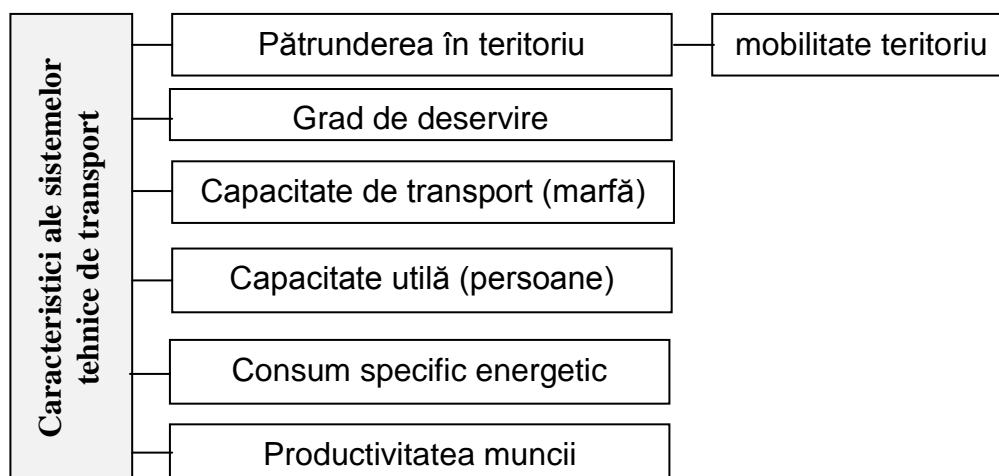 Caracteristici ale sistemelor
tehnice de transport
Pătrunderea în teritoriu
mobilitate teritoriu
Grad de deservire
Capacitate de transport (marfă)
Capacitate utilă (persoane)
Consum specific energetic
Productivitatea muncii